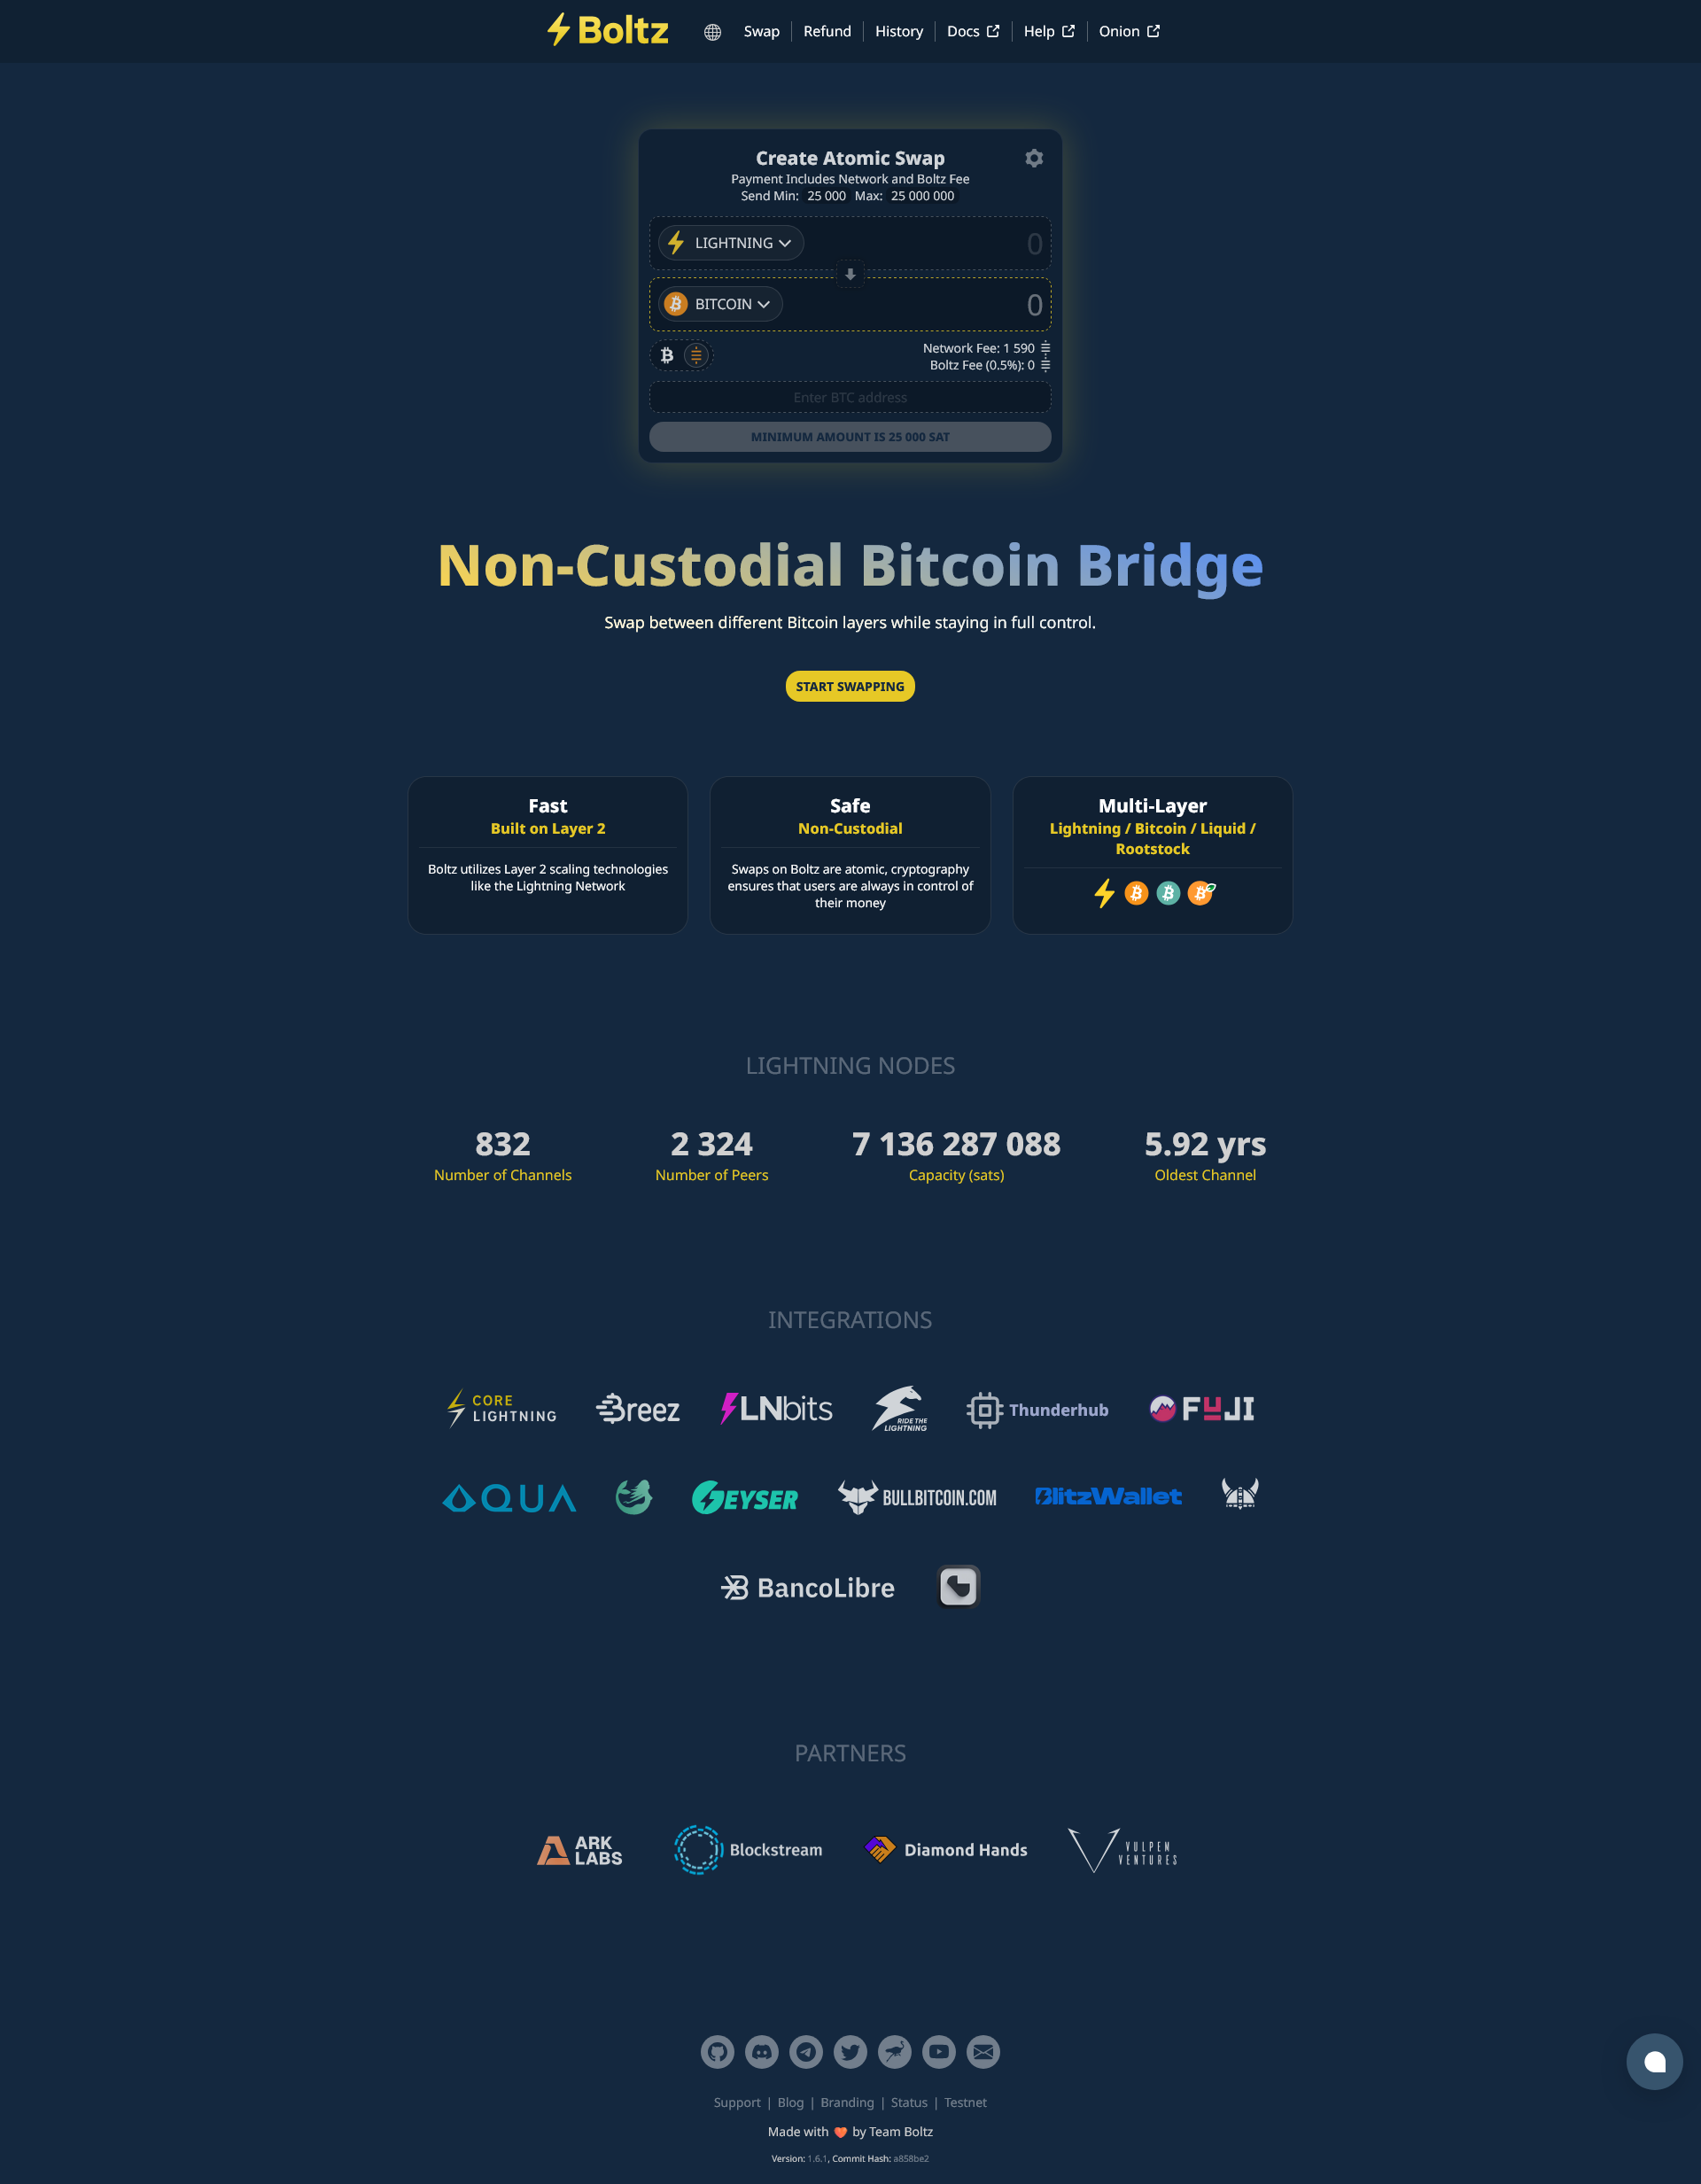 Boltz
Swap
Refund
History
Docs
Help
Onion
Create Atomic Swap
Payment Includes Network and Boltz Fee
Send Min: 25 000 Max: 25 000 000
LIGHTNING
0
BITCOIN
0
Network Fee: 1 590
Boltz Fee (0.5%): 0
Enter BTC address
MINIMUM AMOUNT IS 25 000 SAT
Non-Custodial Bitcoin Bridge
Swap between different Bitcoin layers while staying in full control.
START SWAPPING
Fast
Built on Layer 2
Boltz utilizes Layer 2 scaling technologies
like the Lightning Network
Safe
Non-Custodial
Swaps on Boltz are atomic, cryptography
ensures that users are always in control of
their money
Multi-Layer
Lightning / Bitcoin / Liquid /
Rootstock
LIGHTNING NODES
832
Number of Channels
2 324
Number of Peers
7 136 287 088
Capacity (sats)
5.92 yrs
Oldest Channel
INTEGRATIONS
CORE
LIGHTNING
Breez
LNbits
RIDE THE
LIGHTNING
Thunderhub
FUJI
AQUA
GEYSER
BULLBITCOIN.COM
BlitzWallet
BancoLibre
PARTNERS
ARK
LABS
Blockstream
Diamond Hands
VULPEM
VENTURES
Support | Blog | Branding | Status | Testnet
Made with ❤️ by Team Boltz
Version: 1.6.1, Commit Hash: a858be2